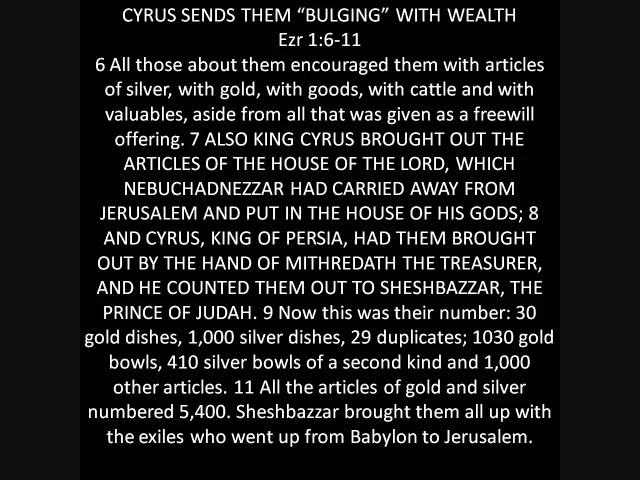 CYRUS SENDS THEM “BULGING” WITH WEALTH
Ezr 1:6-11
6 All those about them encouraged them with articles
of silver, with gold, with goods, with cattle and with
valuables, aside from all that was given as a freewill
offering. 7 ALSO KING CYRUS BROUGHT OUT THE
ARTICLES OF THE HOUSE OF THE LORD, WHICH
NEBUCHADNEZZAR HAD CARRIED AWAY FROM
JERUSALEM AND PUT IN THE HOUSE OF HIS GODS; 8
AND CYRUS, KING OF PERSIA, HAD THEM BROUGHT
OUT BY THE HAND OF MITHREDATH THE TREASURER,
AND HE COUNTED THEM OUT TO SHESHBAZZAR, THE
PRINCE OF JUDAH. 9 Now this was their number: 30
gold dishes, 1,000 silver dishes, 29 duplicates; 1030 gold
bowls, 410 silver bowls of a second kind and 1,000
other articles. 11 All the articles of gold and silver
numbered 5,400. Sheshbazzar brought them all up with
the exiles who went up from Babylon to Jerusalem.